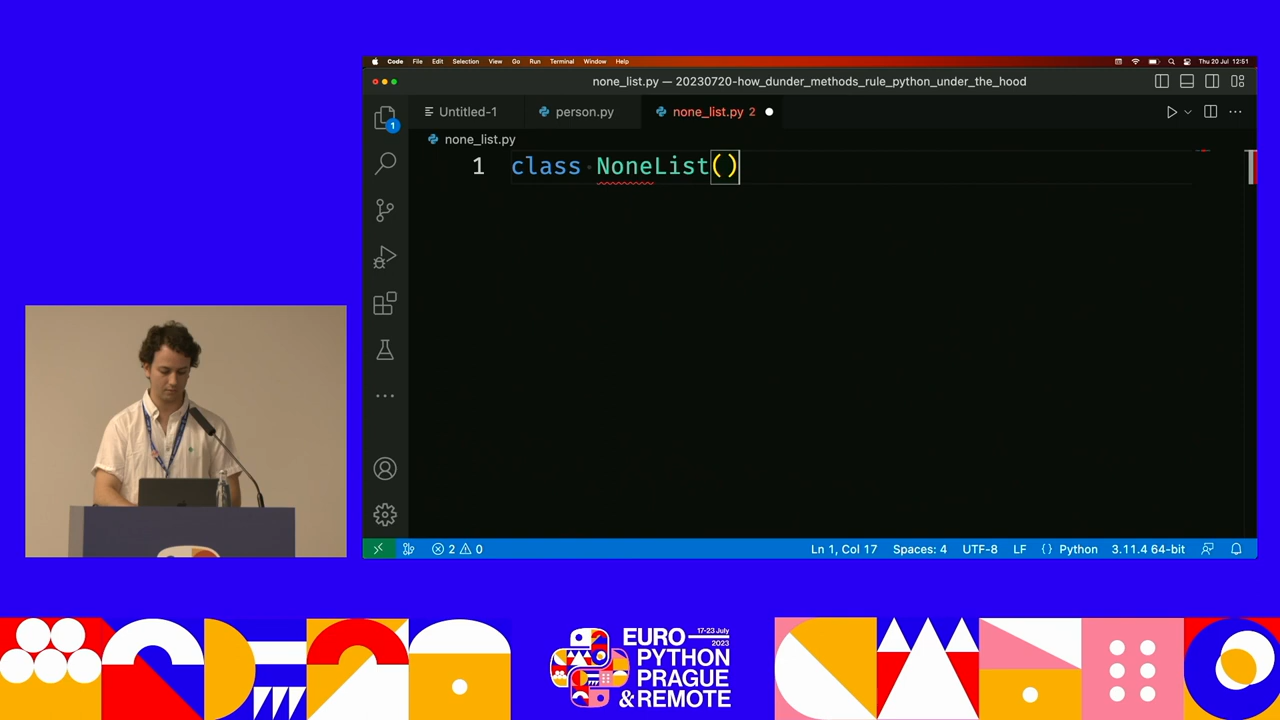 Code File Edit Selection View Go Run Terminal Window Help Thu 20 Jul 12:51
none_list.py — 20230720-how_dunder_methods_rule_python_under_the_hood
Untitled-1 person.py none_list.py 2
none_list.py
1 class NoneList()
1
2 0 Ln 1, Col 17 Spaces: 4 UTF-8 LF Python 3.11.4 64-bit
17-23 July
2023
EURO
PYTHON
PRAGUE
& REMOTE